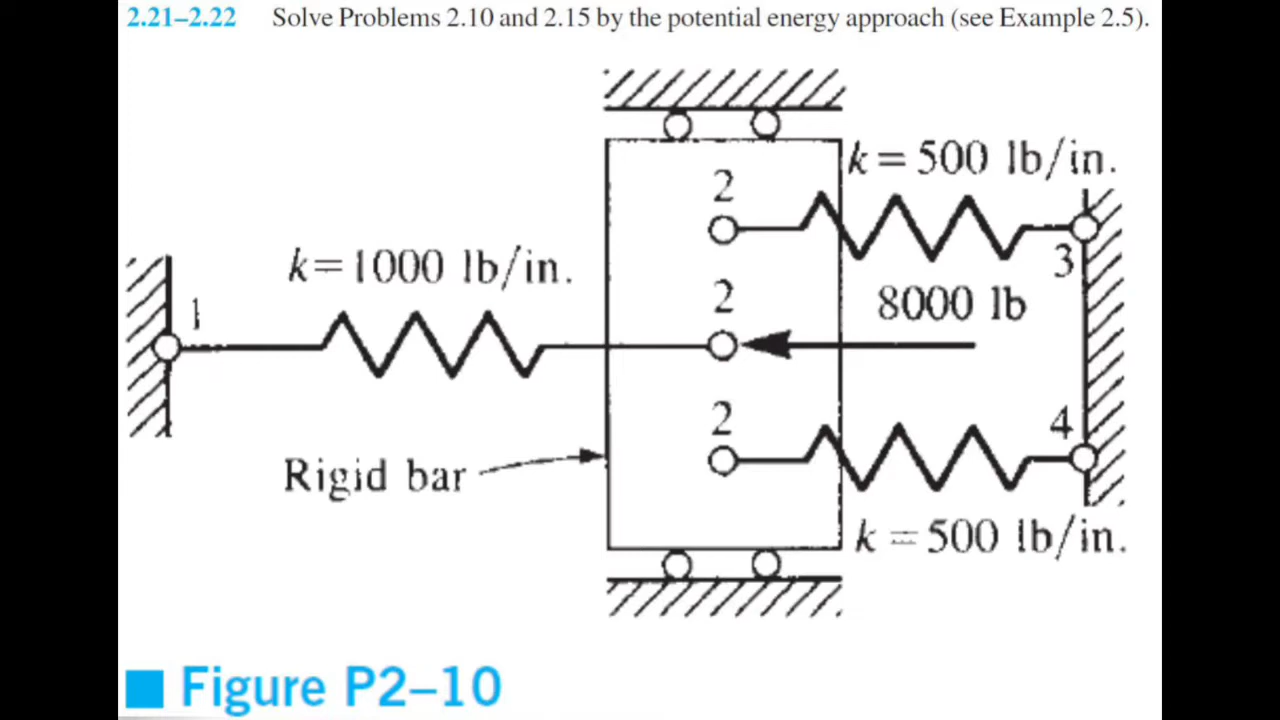 2.21–2.22 Solve Problems 2.10 and 2.15 by the potential energy approach (see Example 2.5).
k = 500 lb/in.
2
k=1000 lb/in.
3
1
2
8000 lb
2
4
Rigid bar
k = 500 lb/in.
Figure P2–10